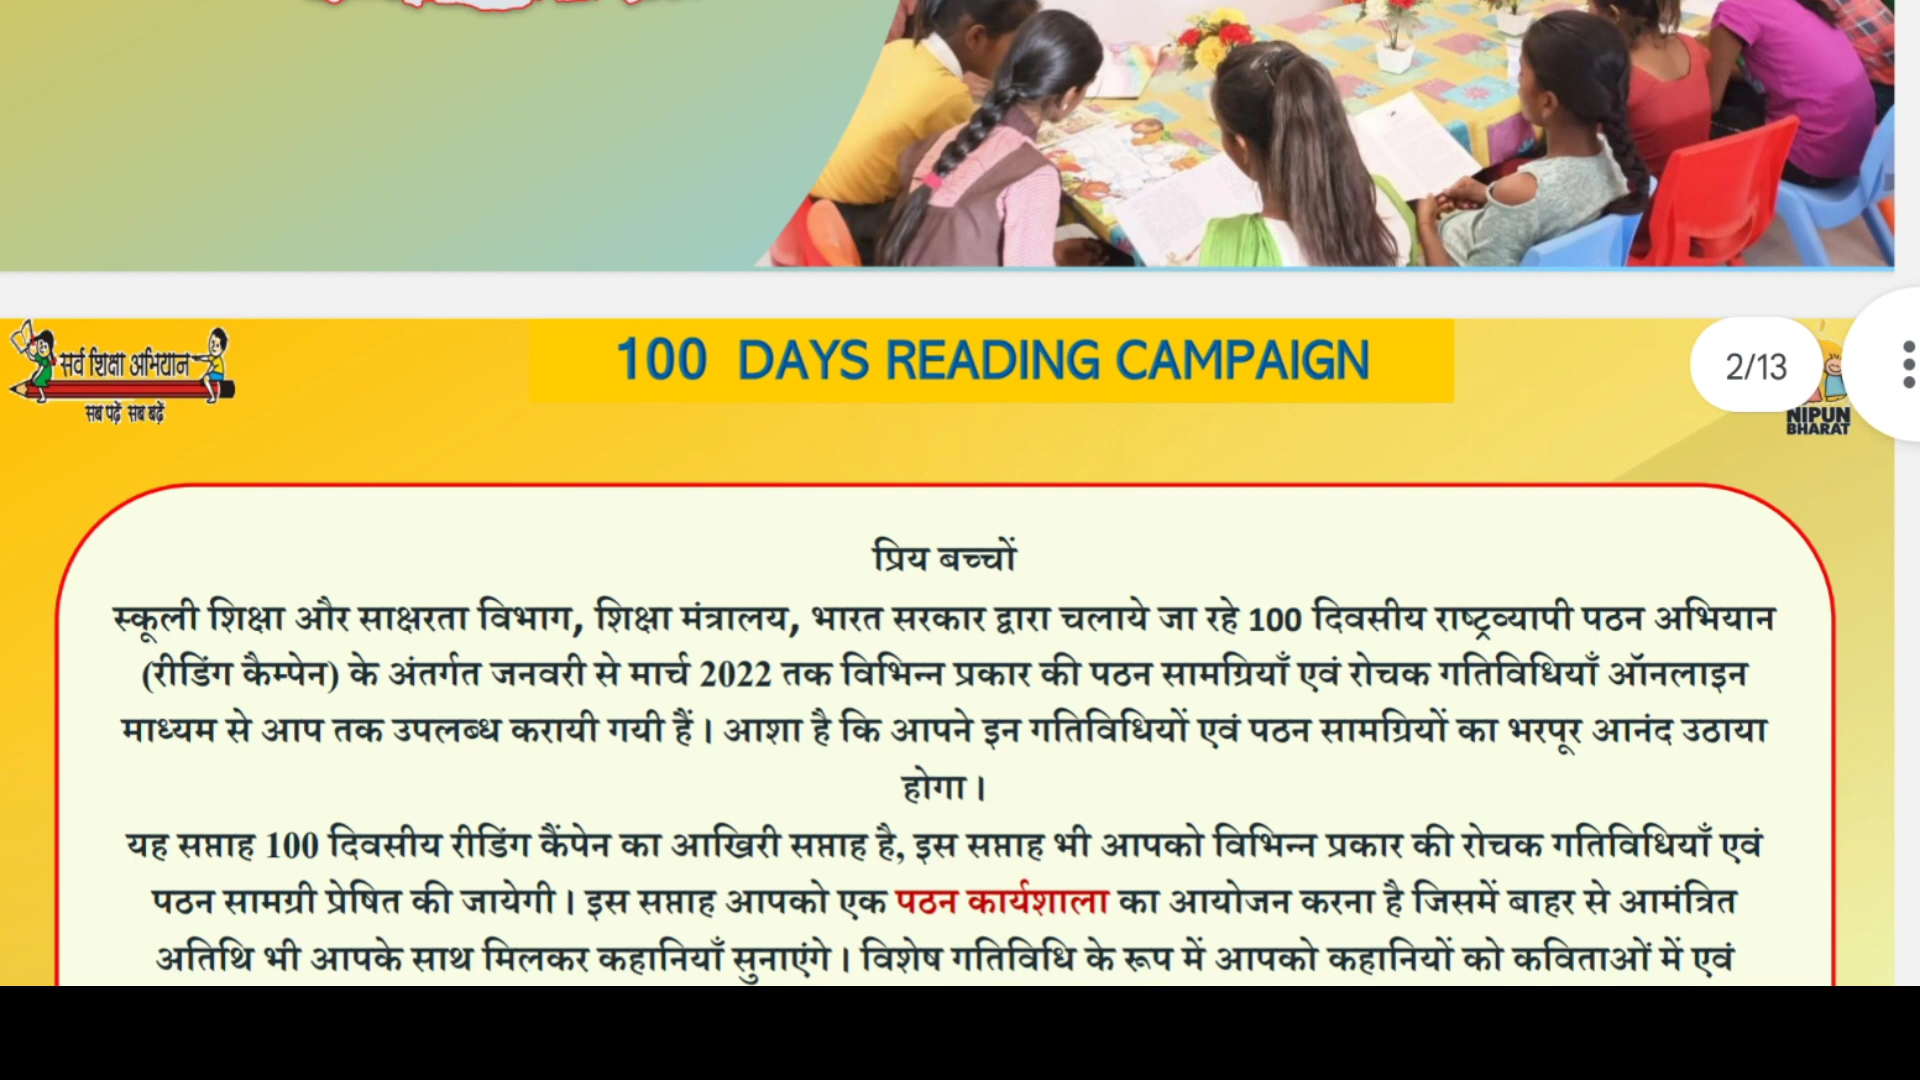 सर्व शिक्षा अभियान
सब पढ़ें सब बढ़ें
100 DAYS READING CAMPAIGN
2/13
NIPUN
BHARAT
प्रिय बच्चों
स्कूली शिक्षा और साक्षरता विभाग, शिक्षा मंत्रालय, भारत सरकार द्वारा चलाये जा रहे 100 दिवसीय राष्ट्रव्यापी पठन अभियान
(रीडिंग कैम्पेन) के अंतर्गत जनवरी से मार्च 2022 तक विभिन्न प्रकार की पठन सामग्रियाँ एवं रोचक गतिविधियाँ ऑनलाइन
माध्यम से आप तक उपलब्ध करायी गयी हैं। आशा है कि आपने इन गतिविधियों एवं पठन सामग्रियों का भरपूर आनंद उठाया
होगा।
यह सप्ताह 100 दिवसीय रीडिंग कैंपेन का आखिरी सप्ताह है, इस सप्ताह भी आपको विभिन्न प्रकार की रोचक गतिविधियाँ एवं
पठन सामग्री प्रेषित की जायेगी। इस सप्ताह आपको एक पठन कार्यशाला का आयोजन करना है जिसमें बाहर से आमंत्रित
अतिथि भी आपके साथ मिलकर कहानियाँ सुनाएंगे। विशेष गतिविधि के रूप में आपको कहानियों को कविताओं में एवं